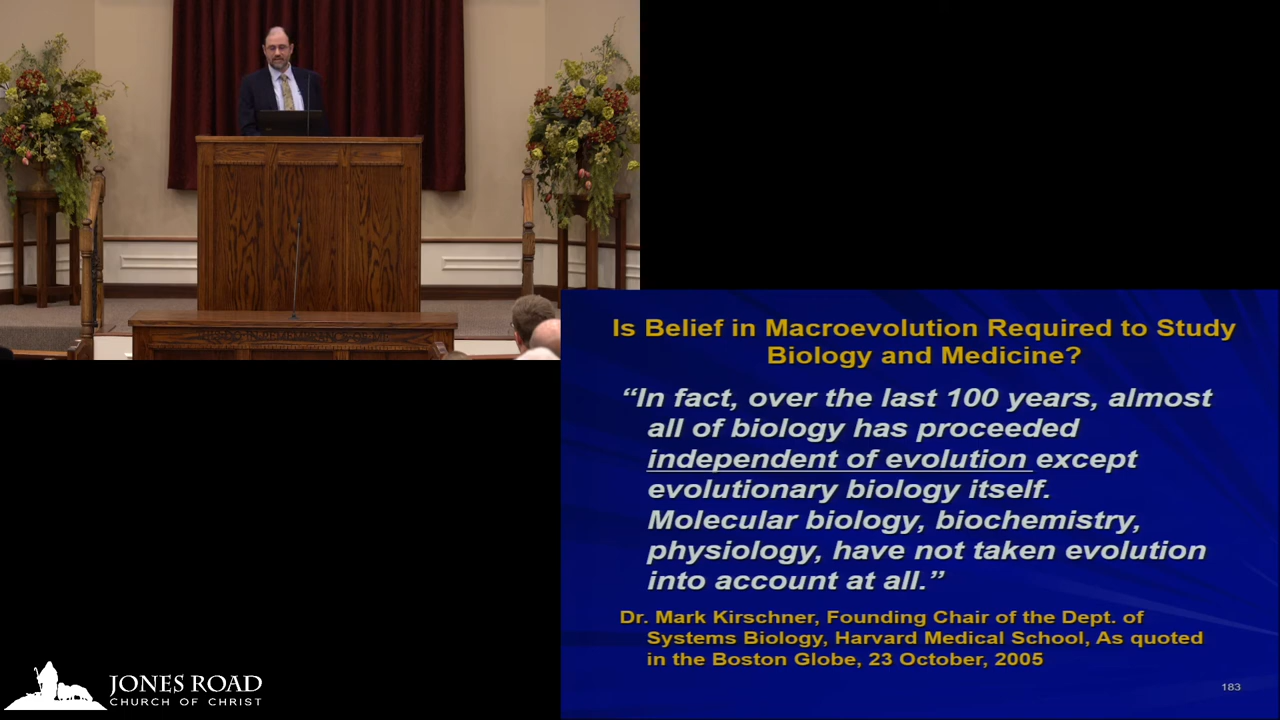 Is Belief in Macroevolution Required to Study
Biology and Medicine?
“In fact, over the last 100 years, almost
all of biology has proceeded
independent of evolution except
evolutionary biology itself.
Molecular biology, biochemistry,
physiology, have not taken evolution
into account at all.”
Dr. Mark Kirschner, Founding Chair of the Dept. of
Systems Biology, Harvard Medical School, As quoted
in the Boston Globe, 23 October, 2005
183
JONES ROAD
CHURCH OF CHRIST